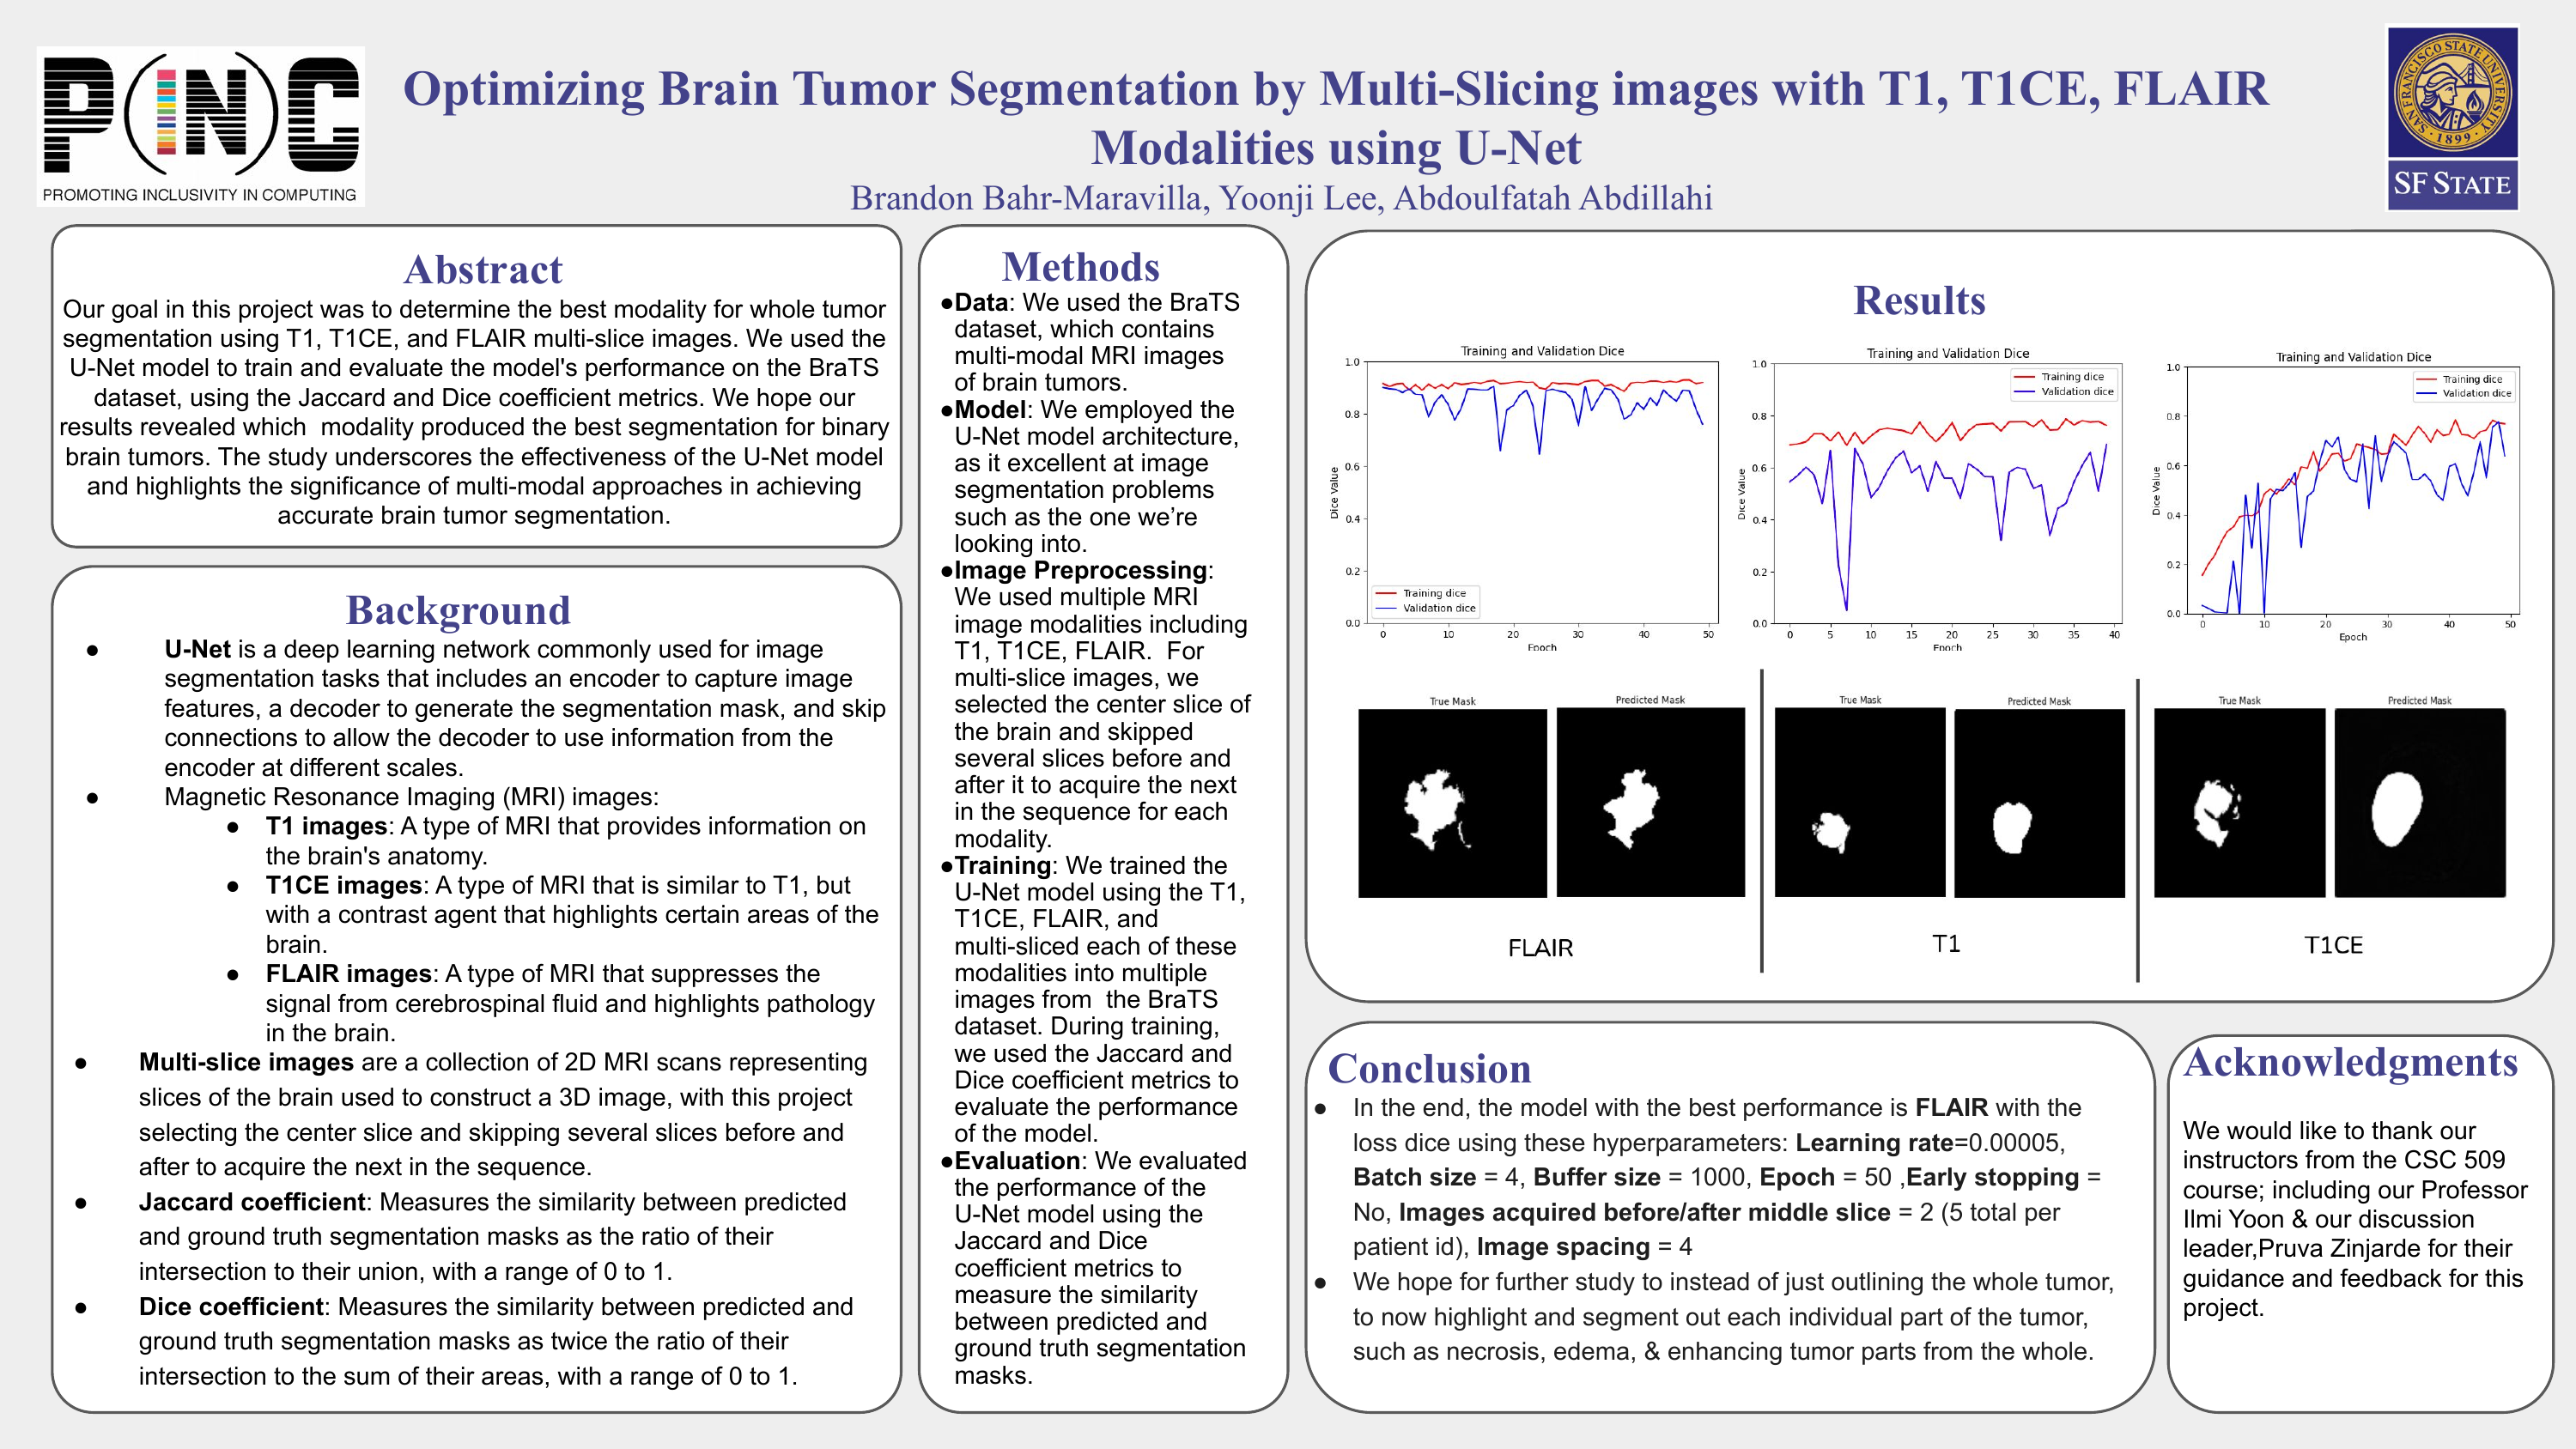 P(IN)C
PROMOTING INCLUSIVITY IN COMPUTING
Optimizing Brain Tumor Segmentation by Multi-Slicing images with T1, T1CE, FLAIR
Modalities using U-Net
Brandon Bahr-Maravilla, Yoonji Lee, Abdoulfatah Abdillahi
SAN FRANCISCO STATE UNIVERSITY
1899
SF STATE
Abstract
Our goal in this project was to determine the best modality for whole tumor
segmentation using T1, T1CE, and FLAIR multi-slice images. We used the
U-Net model to train and evaluate the model's performance on the BraTS
dataset, using the Jaccard and Dice coefficient metrics. We hope our
results revealed which  modality produced the best segmentation for binary
brain tumors. The study underscores the effectiveness of the U-Net model
and highlights the significance of multi-modal approaches in achieving
accurate brain tumor segmentation.
Background
● U-Net is a deep learning network commonly used for image
segmentation tasks that includes an encoder to capture image
features, a decoder to generate the segmentation mask, and skip
connections to allow the decoder to use information from the
encoder at different scales.
● Magnetic Resonance Imaging (MRI) images:
● T1 images: A type of MRI that provides information on
the brain's anatomy.
● T1CE images: A type of MRI that is similar to T1, but
with a contrast agent that highlights certain areas of the
brain.
● FLAIR images: A type of MRI that suppresses the
signal from cerebrospinal fluid and highlights pathology
in the brain.
● Multi-slice images are a collection of 2D MRI scans representing
slices of the brain used to construct a 3D image, with this project
selecting the center slice and skipping several slices before and
after to acquire the next in the sequence.
● Jaccard coefficient: Measures the similarity between predicted
and ground truth segmentation masks as the ratio of their
intersection to their union, with a range of 0 to 1.
● Dice coefficient: Measures the similarity between predicted and
ground truth segmentation masks as twice the ratio of their
intersection to the sum of their areas, with a range of 0 to 1.
Methods
●Data: We used the BraTS
dataset, which contains
multi-modal MRI images
of brain tumors.
●Model: We employed the
U-Net model architecture,
as it excellent at image
segmentation problems
such as the one we’re
looking into.
●Image Preprocessing:
We used multiple MRI
image modalities including
T1, T1CE, FLAIR.  For
multi-slice images, we
selected the center slice of
the brain and skipped
several slices before and
after it to acquire the next
in the sequence for each
modality.
●Training: We trained the
U-Net model using the T1,
T1CE, FLAIR, and
multi-sliced each of these
modalities into multiple
images from  the BraTS
dataset. During training,
we used the Jaccard and
Dice coefficient metrics to
evaluate the performance
of the model.
●Evaluation: We evaluated
the performance of the
U-Net model using the
Jaccard and Dice
coefficient metrics to
measure the similarity
between predicted and
ground truth segmentation
masks.
Results
Training and Validation Dice
1.0
0.8
0.6
0.4
0.2
0.0
Dice Value
Training dice
Validation dice
0 10 20 30 40 50
Epoch
Training and Validation Dice
1.0
0.8
0.6
0.4
0.2
0.0
Dice Value
Training dice
Validation dice
0 5 10 15 20 25 30 35 40
Epoch
Training and Validation Dice
1.0
0.8
0.6
0.4
0.2
0.0
Dice Value
Training dice
Validation dice
0 10 20 30 40 50
Epoch
True Mask Predicted Mask True Mask Predicted Mask True Mask Predicted Mask
FLAIR T1 T1CE
Conclusion
● In the end, the model with the best performance is FLAIR with the
loss dice using these hyperparameters: Learning rate=0.00005,
Batch size = 4, Buffer size = 1000, Epoch = 50 ,Early stopping =
No, Images acquired before/after middle slice = 2 (5 total per
patient id), Image spacing = 4
● We hope for further study to instead of just outlining the whole tumor,
to now highlight and segment out each individual part of the tumor,
such as necrosis, edema, & enhancing tumor parts from the whole.
Acknowledgments
We would like to thank our
instructors from the CSC 509
course; including our Professor
Ilmi Yoon & our discussion
leader,Pruva Zinjarde for their
guidance and feedback for this
project.